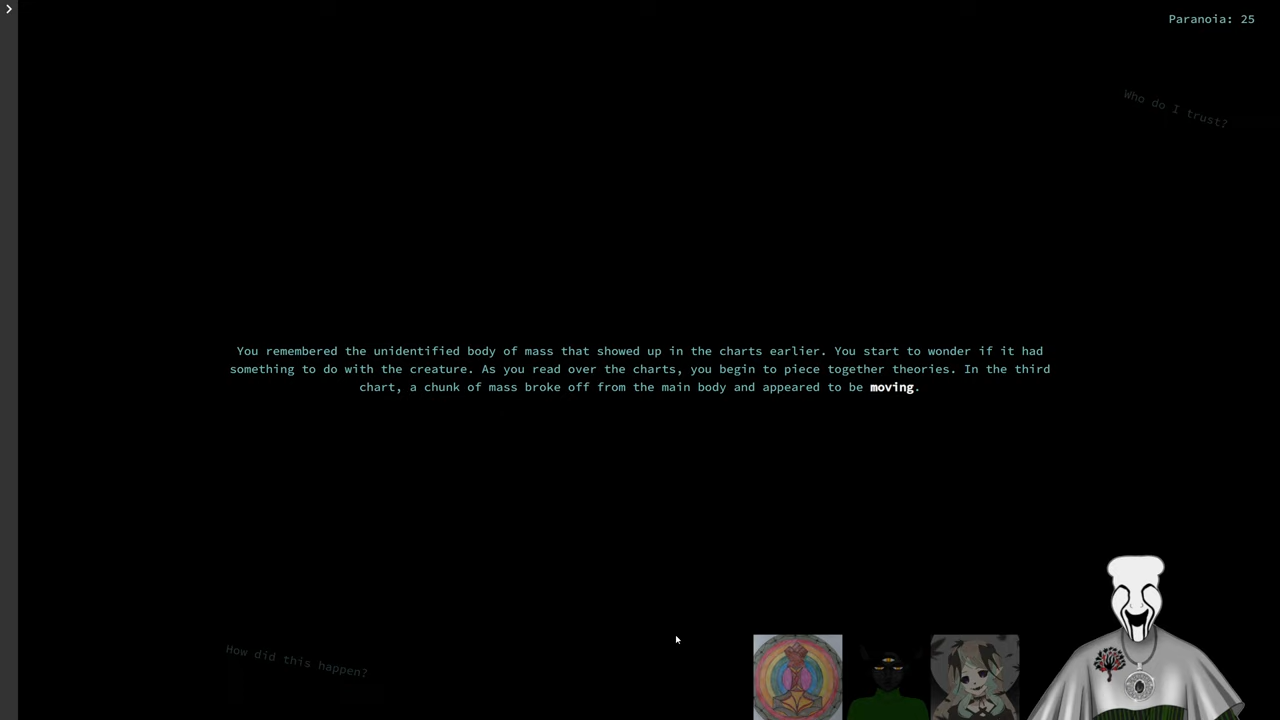 Paranoia: 25
Who do I trust?
You remembered the unidentified body of mass that showed up in the charts earlier. You start to wonder if it had
something to do with the creature. As you read over the charts, you begin to piece together theories. In the third
chart, a chunk of mass broke off from the main body and appeared to be moving.
How did this happen?